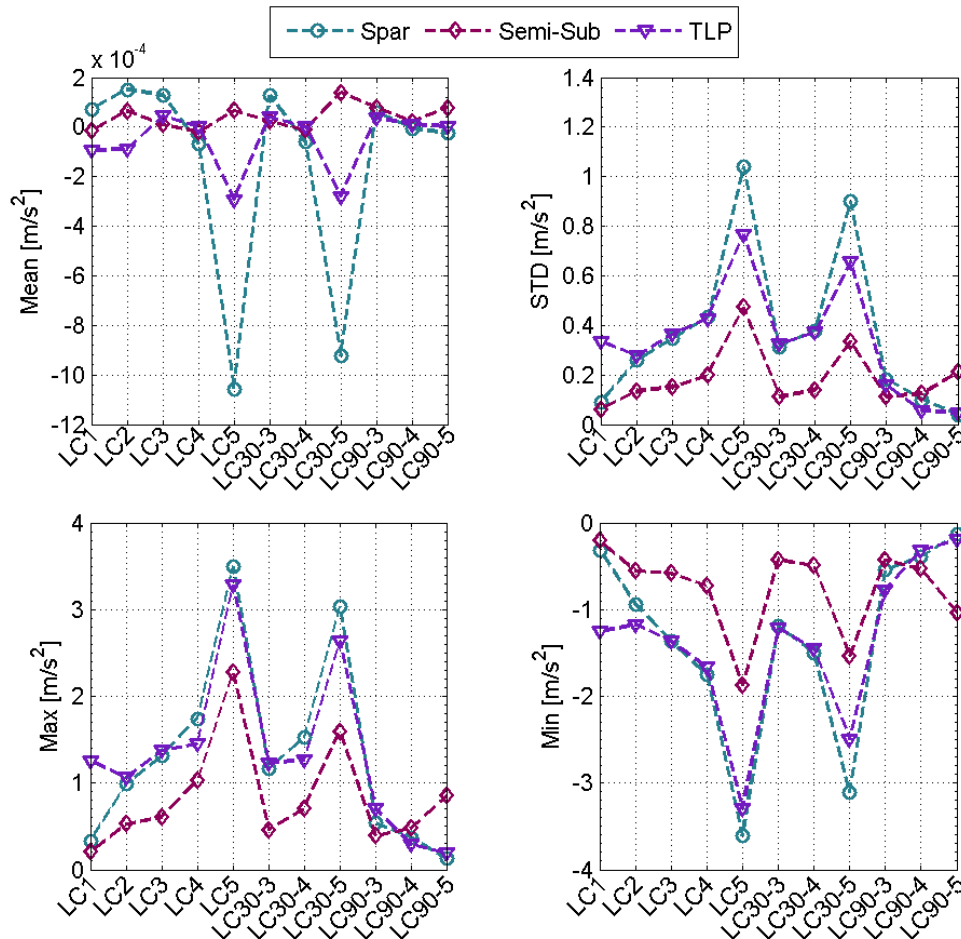 Spar Semi-Sub TLP
x 10⁻⁴
2
0
-2
-4
-6
-8
-10
-12
Mean [m/s²]
LC1 LC2 LC3 LC4 LC5 LC30-3 LC30-4 LC30-5 LC90-3 LC90-4 LC90-5
1.4
1.2
1
0.8
0.6
0.4
0.2
0
STD [m/s²]
LC1 LC2 LC3 LC4 LC5 LC30-3 LC30-4 LC30-5 LC90-3 LC90-4 LC90-5
4
3
2
1
0
Max [m/s²]
LC1 LC2 LC3 LC4 LC5 LC30-3 LC30-4 LC30-5 LC90-3 LC90-4 LC90-5
0
-1
-2
-3
-4
Min [m/s²]
LC1 LC2 LC3 LC4 LC5 LC30-3 LC30-4 LC30-5 LC90-3 LC90-4 LC90-5